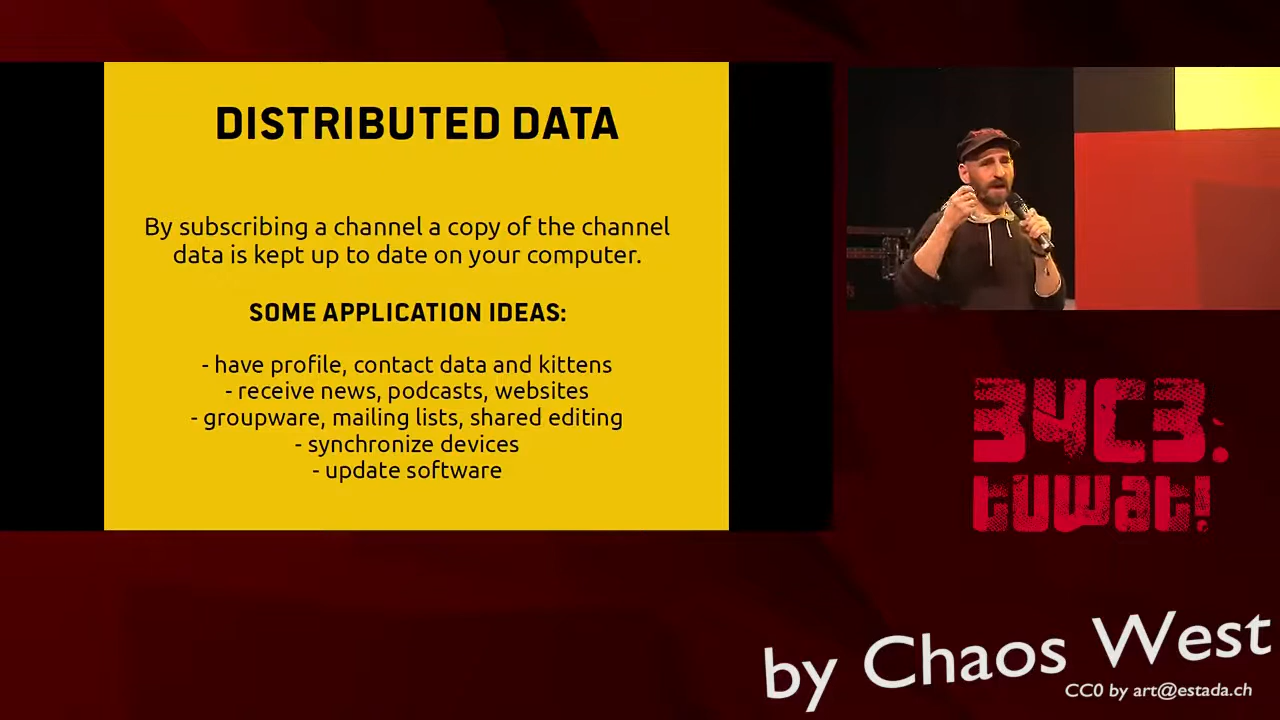 DISTRIBUTED DATA
By subscribing a channel a copy of the channel
data is kept up to date on your computer.
SOME APPLICATION IDEAS:
- have profile, contact data and kittens
- receive news, podcasts, websites
- groupware, mailing lists, shared editing
- synchronize devices
- update software
34C3:
tuwat!
by Chaos West
CC0 by art@estada.ch